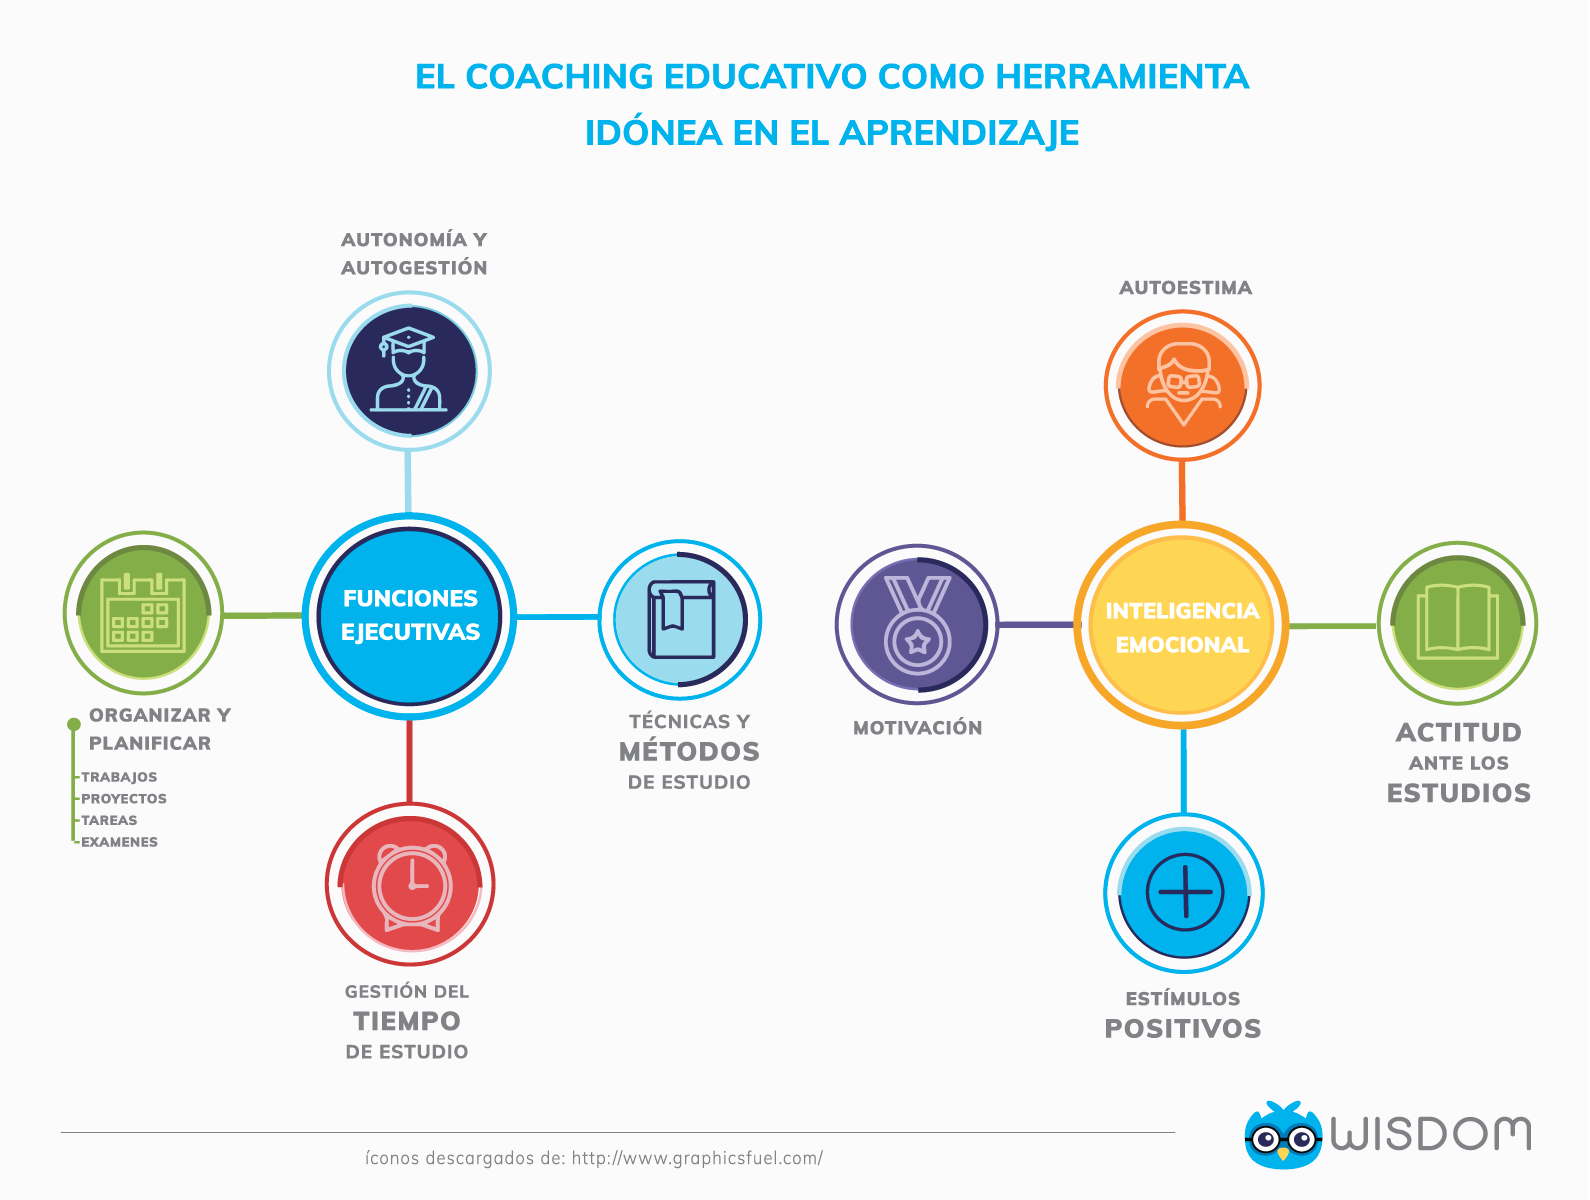 EL COACHING EDUCATIVO COMO HERRAMIENTA
IDÓNEA EN EL APRENDIZAJE
AUTONOMÍA Y
AUTOGESTIÓN
FUNCIONES
EJECUTIVAS
ORGANIZAR Y
PLANIFICAR
TRABAJOS
PROYECTOS
TAREAS
EXAMENES
TÉCNICAS Y
MÉTODOS
DE ESTUDIO
GESTIÓN DEL
TIEMPO
DE ESTUDIO
AUTOESTIMA
INTELIGENCIA
EMOCIONAL
MOTIVACIÓN
ACTITUD
ANTE LOS
ESTUDIOS
ESTÍMULOS
POSITIVOS
íconos descargados de: http://www.graphicsfuel.com/
WISDOM